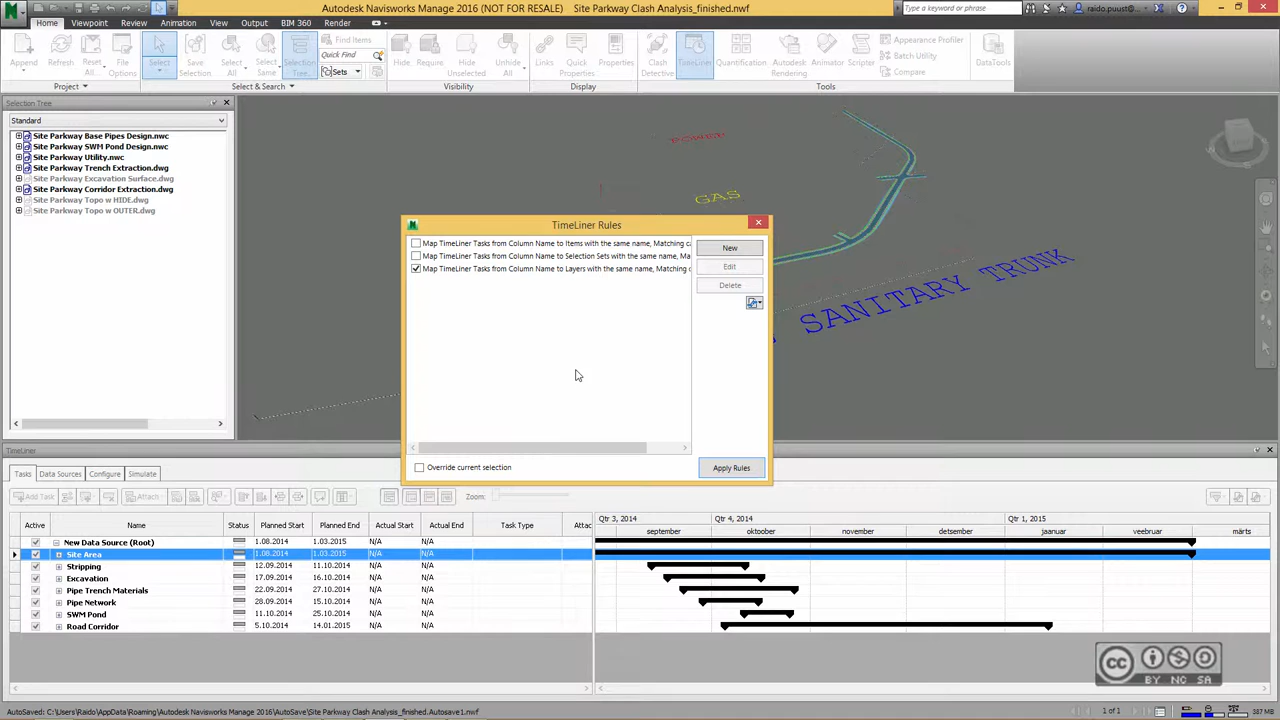 Autodesk Navisworks Manage 2016 (NOT FOR RESALE) Site Parkway Clash Analysis_finished.nwf
Type a keyword or phrase
raido.puust@...
Home Viewpoint Review Animation View Output BIM 360 Render
Append Refresh Reset All... File Options Select Selection Select All Select Same Selection Tree Find Items
Quick Find
Sets
Hide Require Hide Unselected Unhide All Links Quick Properties Properties Clash Detective TimeLiner Quantification Autodesk Rendering Animator Scripter
Appearance Profiler
Batch Utility
Compare
DataTools
Project Select & Search Visibility Display Tools
Selection Tree
Standard
Site Parkway Base Pipes Design.nwc
Site Parkway SWM Pond Design.nwc
Site Parkway Utility.nwc
Site Parkway Trench Extraction.dwg
Site Parkway Excavation Surface.dwg
Site Parkway Corridor Extraction.dwg
Site Parkway Topo w HIDE.dwg
Site Parkway Topo w OUTER.dwg
POWER
GAS
SANITARY TRUNK
TimeLiner Rules
Map TimeLiner Tasks from Column Name to Items with the same name, Matching c
Map TimeLiner Tasks from Column Name to Selection Sets with the same name, Ma
Map TimeLiner Tasks from Column Name to Layers with the same name, Matching c
New
Edit
Delete
Override current selection
Apply Rules
TimeLiner
Tasks Data Sources Configure Simulate
Add Task Attach Zoom:
Active Name Status Planned Start Planned End Actual Start Actual End Task Type Attac
Qtr 3, 2014 Qtr 4, 2014 Qtr 1, 2015
september oktoober november detsember jaanuar veebruar märts
New Data Source (Root) 1.08.2014 1.03.2015 N/A N/A
Site Area 1.08.2014 1.03.2015 N/A N/A
Stripping 12.09.2014 11.10.2014 N/A N/A
Excavation 17.09.2014 16.10.2014 N/A N/A
Pipe Trench Materials 22.09.2014 27.10.2014 N/A N/A
Pipe Network 28.09.2014 15.10.2014 N/A N/A
SWM Pond 11.10.2014 25.10.2014 N/A N/A
Road Corridor 5.10.2014 14.01.2015 N/A N/A
CC BY NC SA
AutoSaved: C:\Users\Raido\AppData\Roaming\Autodesk Navisworks Manage 2016\AutoSave\Site Parkway Clash Analysis_finished.Autosave1.nwf
1 of 1
387 MB